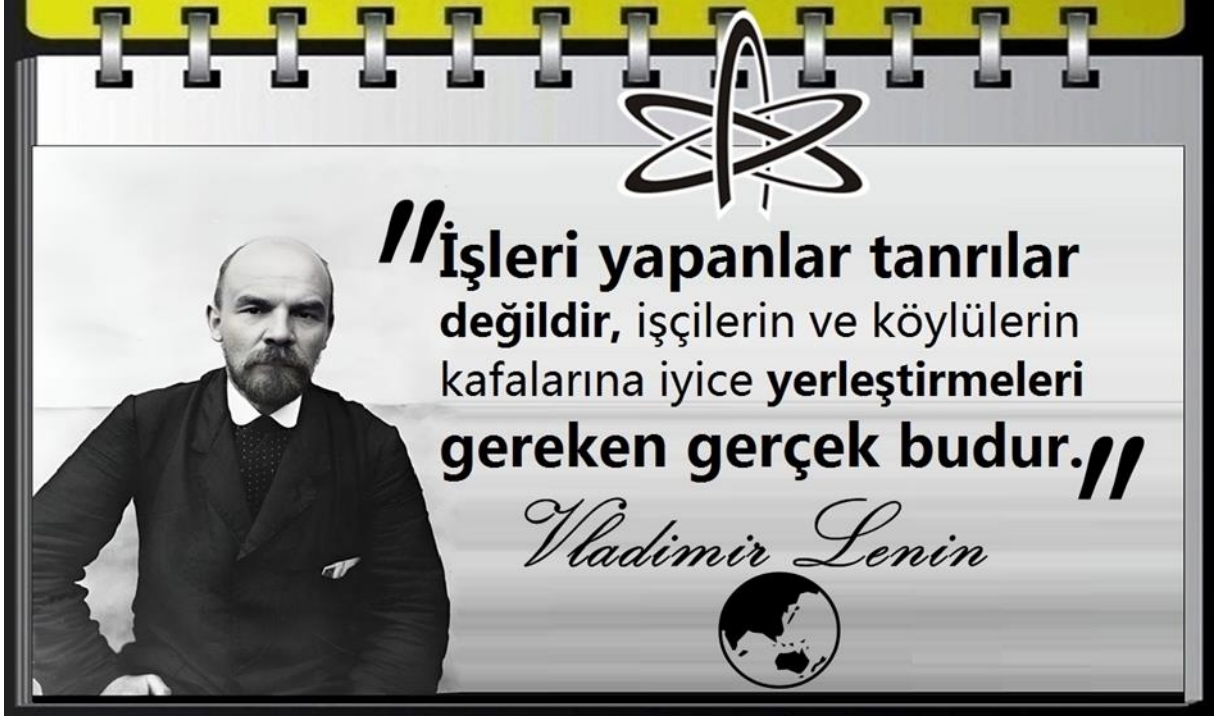 "İşleri yapanlar tanrılar
değildir, işçilerin ve köylülerin
kafalarına iyice yerleştirmeleri
gereken gerçek budur."
Vladimir Lenin